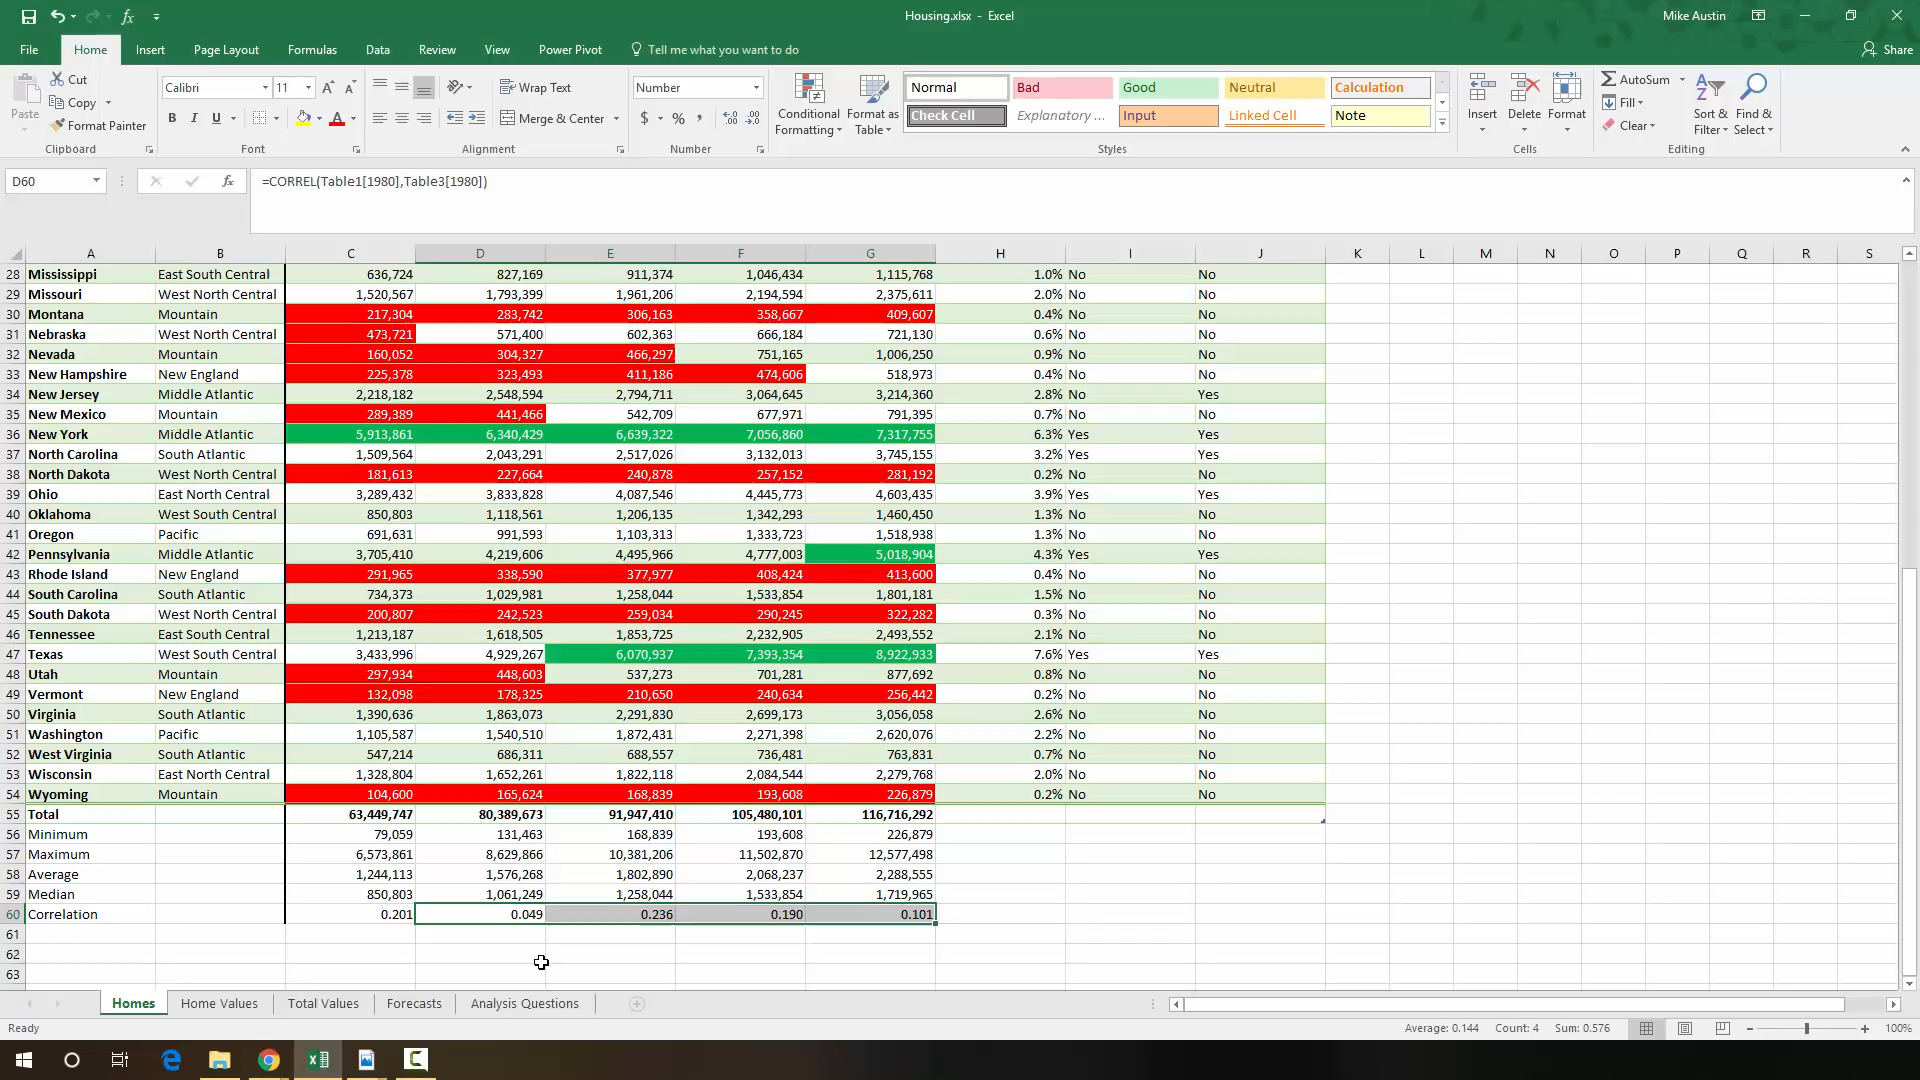 Housing.xlsx - Excel
Mike Austin
File Home Insert Page Layout Formulas Data Review View Power Pivot Tell me what you want to do Share
Paste
Cut
Copy
Format Painter
Clipboard
Calibri 11
B I U
Font
Wrap Text
Merge & Center
Alignment
Number
$ % ,
Number
Conditional Formatting
Format as Table
Normal Bad Good Neutral Calculation
Check Cell Explanatory ... Input Linked Cell Note
Styles
Insert Delete Format
Cells
AutoSum
Fill
Clear
Sort & Filter
Find & Select
Editing
D60 fx =CORREL(Table1[1980],Table3[1980])
A B C D E F G H I J K L M N O P Q R S
28 Mississippi East South Central 636,724 827,169 911,374 1,046,434 1,115,768 1.0% No No
29 Missouri West North Central 1,520,567 1,793,399 1,961,206 2,194,594 2,375,611 2.0% No No
30 Montana Mountain 217,304 283,742 306,163 358,667 409,607 0.4% No No
31 Nebraska West North Central 473,721 571,400 602,363 666,184 721,130 0.6% No No
32 Nevada Mountain 160,052 304,327 466,297 751,165 1,006,250 0.9% No No
33 New Hampshire New England 225,378 323,493 411,186 474,606 518,973 0.4% No No
34 New Jersey Middle Atlantic 2,218,182 2,548,594 2,794,711 3,064,645 3,214,360 2.8% No Yes
35 New Mexico Mountain 289,389 441,466 542,709 677,971 791,395 0.7% No No
36 New York Middle Atlantic 5,913,861 6,340,429 6,639,322 7,056,860 7,317,755 6.3% Yes Yes
37 North Carolina South Atlantic 1,509,564 2,043,291 2,517,026 3,132,013 3,745,155 3.2% Yes Yes
38 North Dakota West North Central 181,613 227,664 240,878 257,152 281,192 0.2% No No
39 Ohio East North Central 3,289,432 3,833,828 4,087,546 4,445,773 4,603,435 3.9% Yes Yes
40 Oklahoma West South Central 850,803 1,118,561 1,206,135 1,342,293 1,460,450 1.3% No No
41 Oregon Pacific 691,631 991,593 1,103,313 1,333,723 1,518,938 1.3% No No
42 Pennsylvania Middle Atlantic 3,705,410 4,219,606 4,495,966 4,777,003 5,018,904 4.3% Yes Yes
43 Rhode Island New England 291,965 338,590 377,977 408,424 413,600 0.4% No No
44 South Carolina South Atlantic 734,373 1,029,981 1,258,044 1,533,854 1,801,181 1.5% No No
45 South Dakota West North Central 200,807 242,523 259,034 290,245 322,282 0.3% No No
46 Tennessee East South Central 1,213,187 1,618,505 1,853,725 2,232,905 2,493,552 2.1% No No
47 Texas West South Central 3,433,996 4,929,267 6,070,937 7,393,354 8,922,933 7.6% Yes Yes
48 Utah Mountain 297,934 448,603 537,273 701,281 877,692 0.8% No No
49 Vermont New England 132,098 178,325 210,650 240,634 256,442 0.2% No No
50 Virginia South Atlantic 1,390,636 1,863,073 2,291,830 2,699,173 3,056,058 2.6% No No
51 Washington Pacific 1,105,587 1,540,510 1,872,431 2,271,398 2,620,076 2.2% No No
52 West Virginia South Atlantic 547,214 686,311 688,557 736,481 763,831 0.7% No No
53 Wisconsin East North Central 1,328,804 1,652,261 1,822,118 2,084,544 2,279,768 2.0% No No
54 Wyoming Mountain 104,600 165,624 168,839 193,608 226,879 0.2% No No
55 Total 63,449,747 80,389,673 91,947,410 105,480,101 116,716,292
56 Minimum 79,059 131,463 168,839 193,608 226,879
57 Maximum 6,573,861 8,629,866 10,381,206 11,502,870 12,577,498
58 Average 1,244,113 1,576,268 1,802,890 2,068,237 2,288,555
59 Median 850,803 1,061,249 1,258,044 1,533,854 1,719,965
60 Correlation 0.201 0.049 0.236 0.190 0.101
61
62
63
Homes Home Values Total Values Forecasts Analysis Questions
Ready Average: 0.144 Count: 4 Sum: 0.576 100%